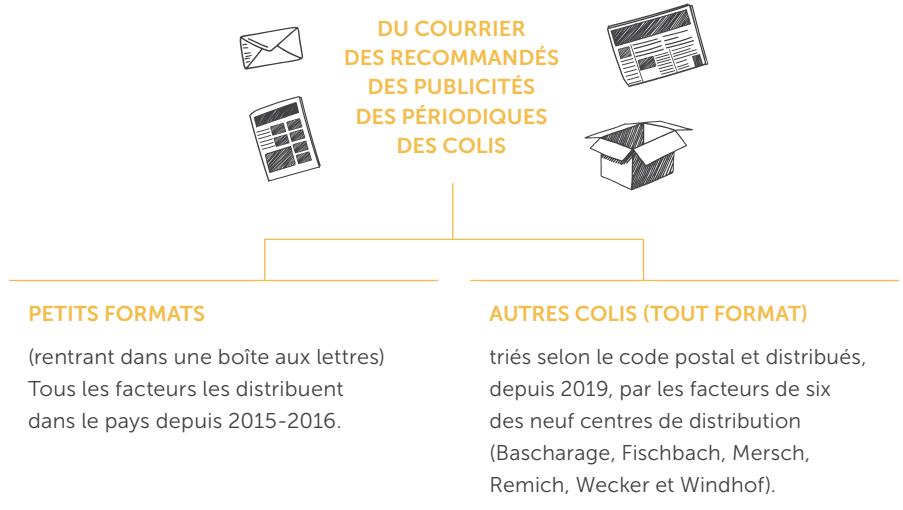 DU COURRIER
DES RECOMMANDÉS
DES PUBLICITÉS
DES PÉRIODIQUES
DES COLIS
PETITS FORMATS
(rentrant dans une boîte aux lettres)
Tous les facteurs les distribuent
dans le pays depuis 2015-2016.
AUTRES COLIS (TOUT FORMAT)
triés selon le code postal et distribués,
depuis 2019, par les facteurs de six
des neuf centres de distribution
(Bascharage, Fischbach, Mersch,
Remich, Wecker et Windhof).